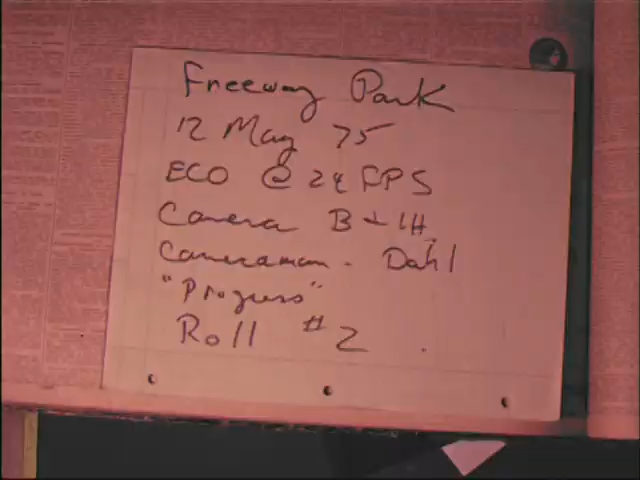 Freeway Park
12 May 75
ECO @ 24 FPS
Camera B & H
Cameraman - Dahl
"Progress"
Roll #2